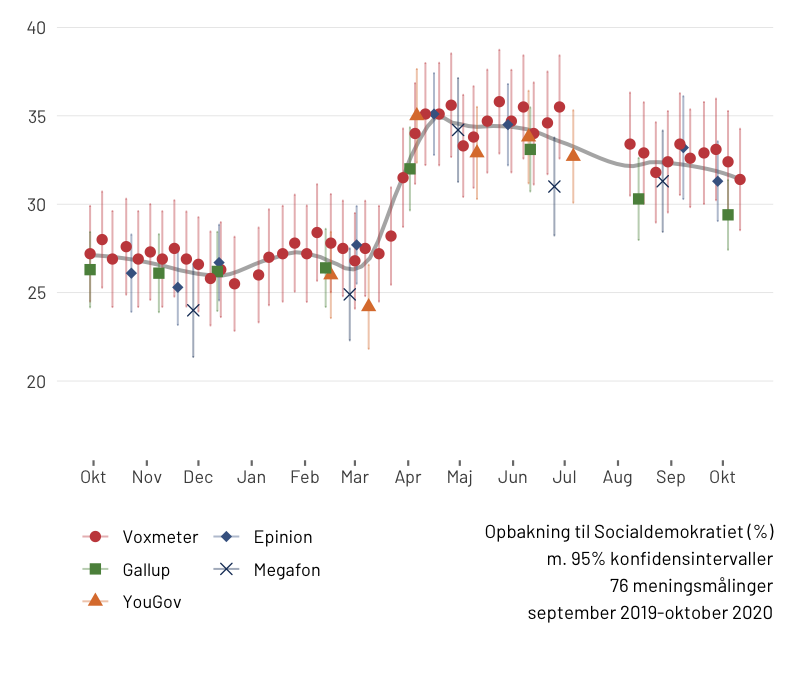 40
35
30
25
20
Okt Nov Dec Jan Feb Mar Apr Maj Jun Jul Aug Sep Okt
Voxmeter Epinion
Gallup Megafon
YouGov
Opbakning til Socialdemokratiet (%)
m. 95% konfidensintervaller
76 meningsmålinger
september 2019-oktober 2020